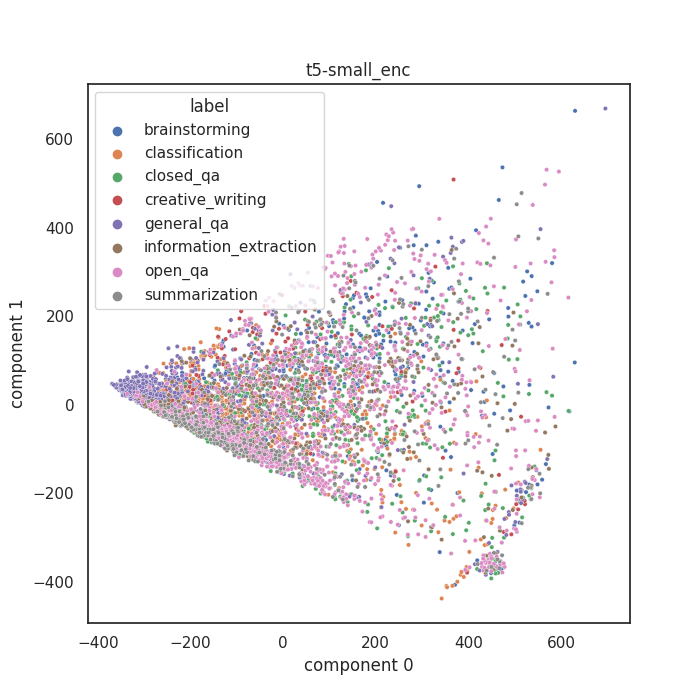 t5-small_enc
label
brainstorming
classification
closed_qa
creative_writing
general_qa
information_extraction
open_qa
summarization
component 1
600
400
200
0
−200
−400
−400 −200 0 200 400 600
component 0